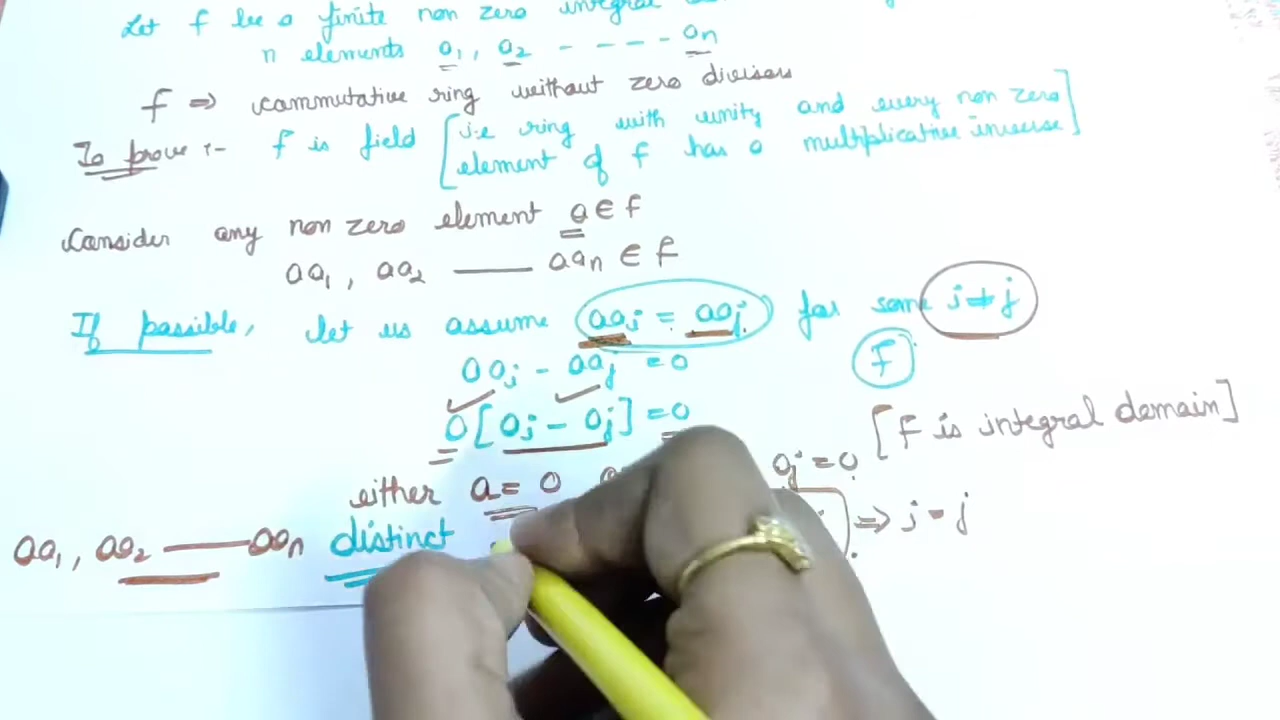 Let f be a finite non zero integral
n elements a1, a2 ----- an
f => commutative ring without zero divisors
To prove :- f is field [i.e ring with unity and every non zero
element of f has a multiplicative inverse]
Consider any non zero element a ∈ f
aa1, aa2 —— aan ∈ f
If possible, let us assume aai = aaj for some i ≠ j
aai - aaj = 0
F
a[ai - aj] = 0
[F is integral domain]
either a = 0 aj = 0
=> i = j
aa1, aa2 —— aan distinct